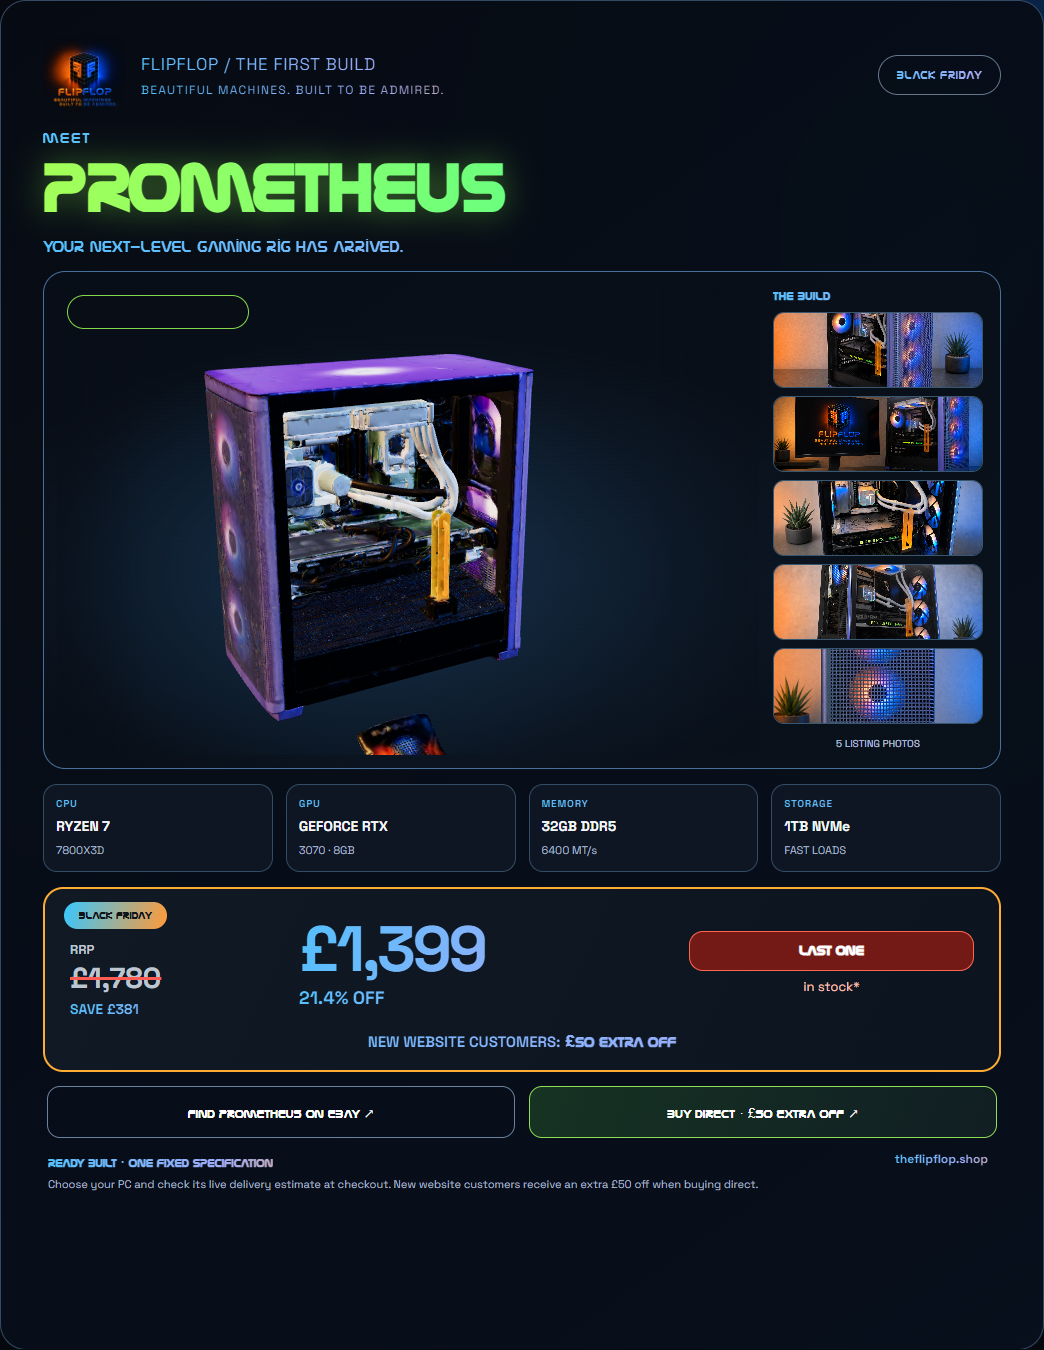 FLIPFLOP / THE FIRST BUILD
BEAUTIFUL MACHINES. BUILT TO BE ADMIRED.
FLIPFLOP
BLACK FRIDAY
MEET
PROMETHEUS
YOUR NEXT-LEVEL GAMING RIG HAS ARRIVED.
THE BUILD
FLIPFLOP
5 LISTING PHOTOS
CPU
RYZEN 7
7800X3D
GPU
GEFORCE RTX
3070 · 8GB
MEMORY
32GB DDR5
6400 MT/s
STORAGE
1TB NVMe
FAST LOADS
BLACK FRIDAY
RRP
£1,780
SAVE £381
£1,399
21.4% OFF
LAST ONE
in stock*
NEW WEBSITE CUSTOMERS: £50 EXTRA OFF
FIND PROMETHEUS ON EBAY ↗
BUY DIRECT · £50 EXTRA OFF ↗
READY BUILT · ONE FIXED SPECIFICATION
theflipflop.shop
Choose your PC and check its live delivery estimate at checkout. New website customers receive an extra £50 off when buying direct.